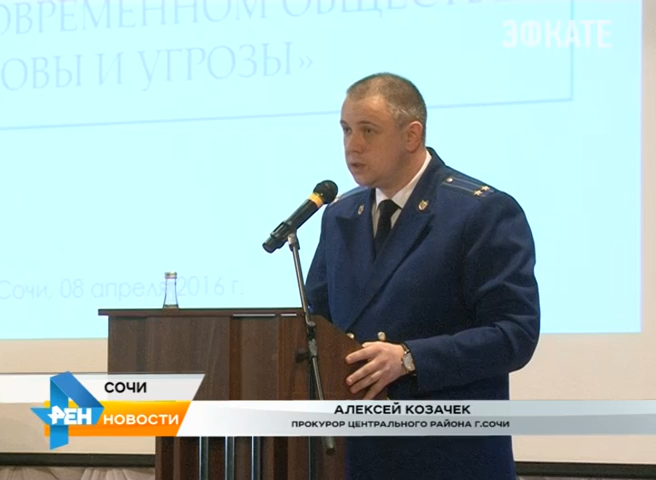 ОВРЕМЕННОМ ОБЩЕСТВЕ
ОВЫ И УГРОЗЫ»
ЭФКАТЕ
Сочи, 08 апреля 2016 г.
СОЧИ
РЕН НОВОСТИ
АЛЕКСЕЙ КОЗАЧЕК
ПРОКУРОР ЦЕНТРАЛЬНОГО РАЙОНА Г.СОЧИ